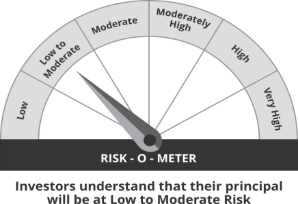 Low
Low to
Moderate
Moderate
Moderately
High
High
Very High
RISK - O - METER
Investors understand that their principal
will be at Low to Moderate Risk